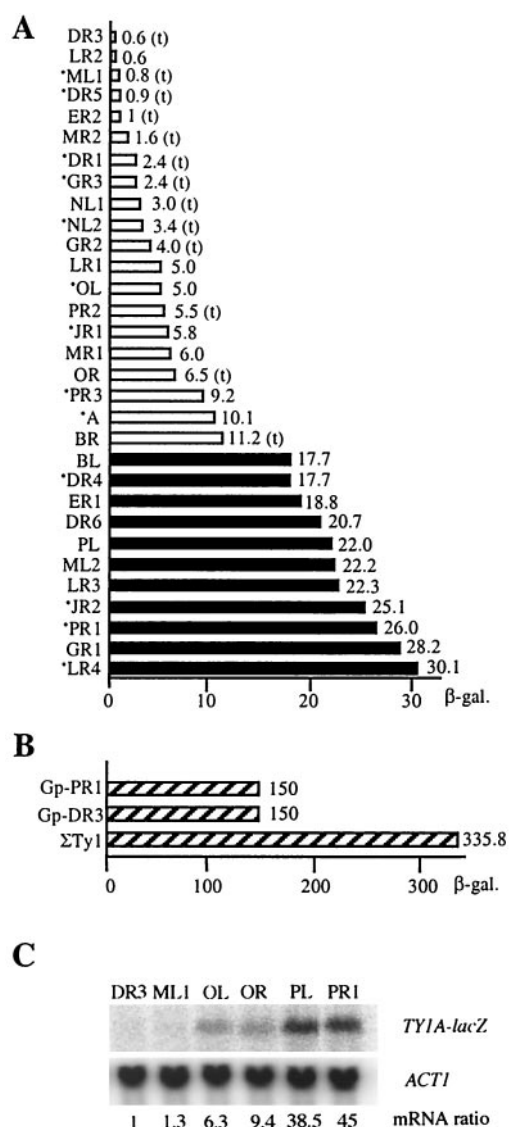 A
DR3 0.6 (t)
LR2 0.6
*ML1 0.8 (t)
*DR5 0.9 (t)
ER2 1 (t)
MR2 1.6 (t)
*DR1 2.4 (t)
*GR3 2.4 (t)
NL1 3.0 (t)
*NL2 3.4 (t)
GR2 4.0 (t)
LR1 5.0
*OL 5.0
PR2 5.5 (t)
*JR1 5.8
MR1 6.0
OR 6.5 (t)
*PR3 9.2
*A 10.1
BR 11.2 (t)
BL 17.7
*DR4 17.7
ER1 18.8
DR6 20.7
PL 22.0
ML2 22.2
LR3 22.3
*JR2 25.1
*PR1 26.0
GR1 28.2
*LR4 30.1
0 10 20 30 β-gal.
B
Gp-PR1 150
Gp-DR3 150
ΣTy1 335.8
0 100 200 300 β-gal.
C
DR3 ML1 OL OR PL PR1
TY1A-lacZ
ACT1
1 1.3 6.3 9.4 38.5 45 mRNA ratio